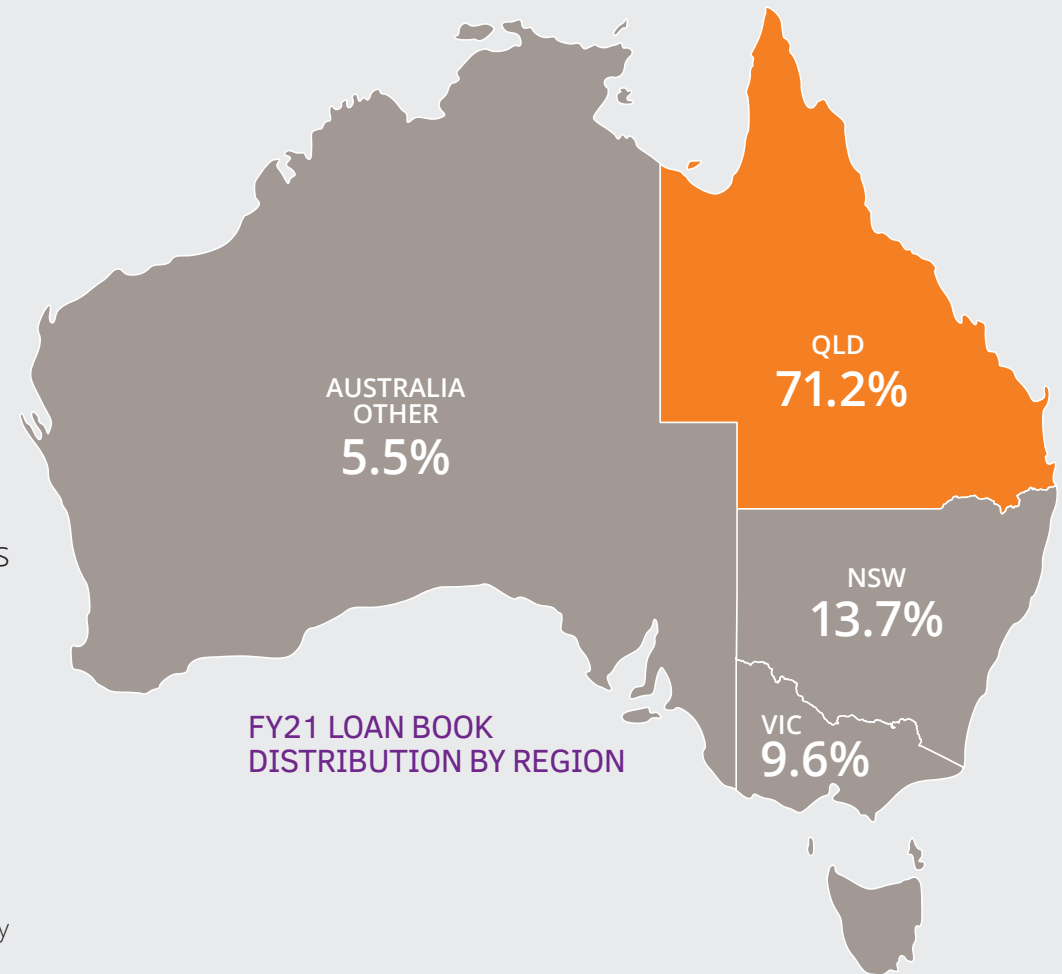 QLD
71.2%
AUSTRALIA
OTHER
5.5%
S
NSW
13.7%
FY21 LOAN BOOK
DISTRIBUTION BY REGION
VIC
9.6%
y